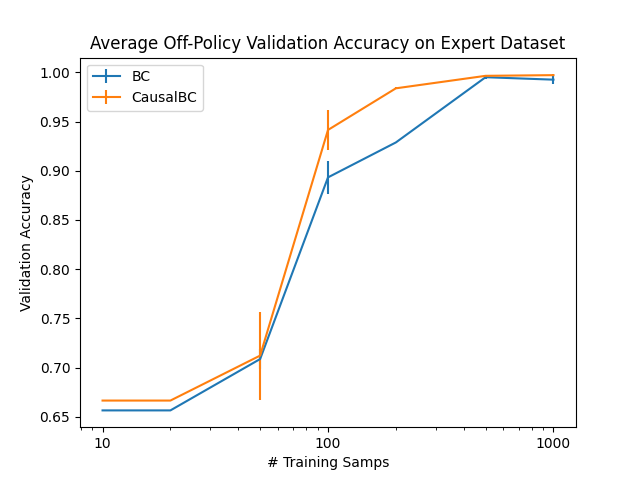 Average Off-Policy Validation Accuracy on Expert Dataset
BC
CausalBC
1.00
0.95
0.90
0.85
0.80
0.75
0.70
0.65
Validation Accuracy
10
100
1000
# Training Samps